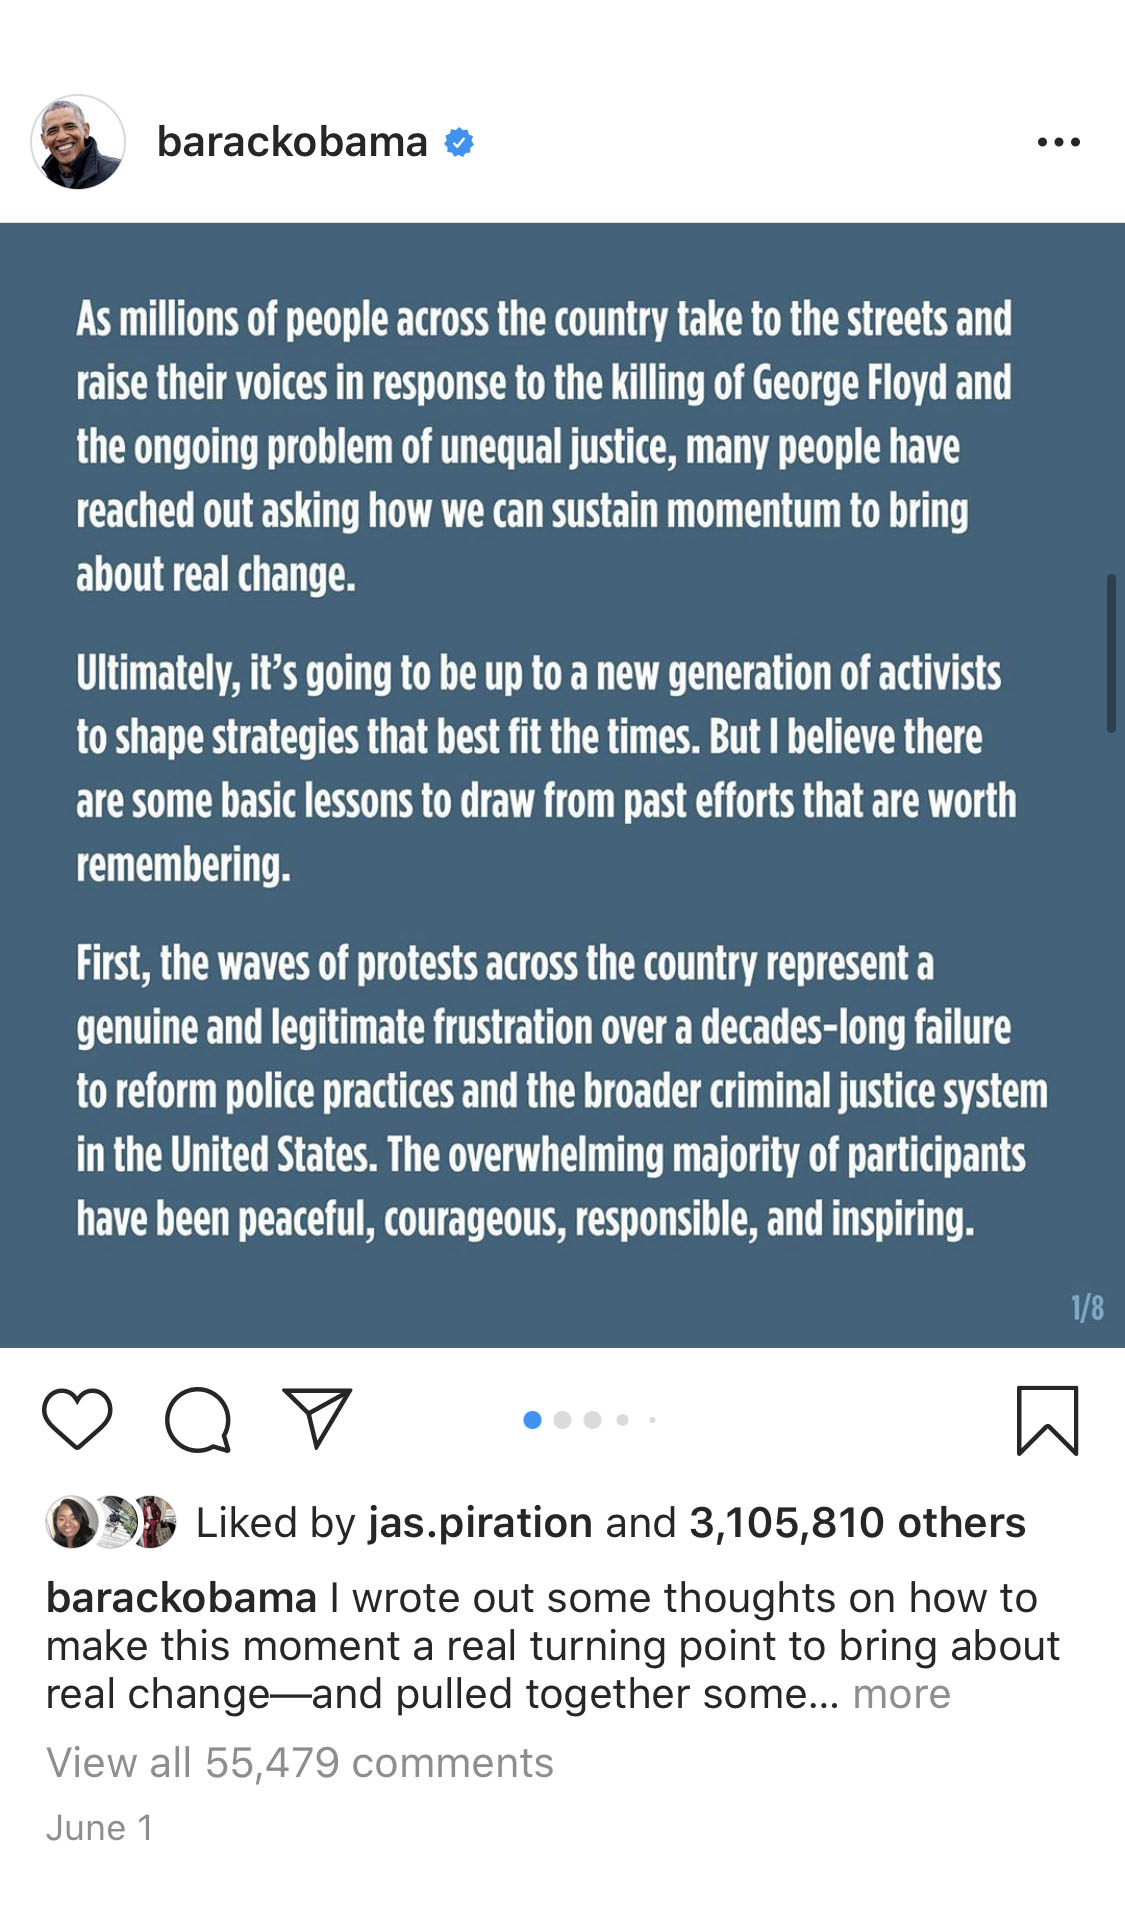 barackobama
As millions of people across the country take to the streets and
raise their voices in response to the killing of George Floyd and
the ongoing problem of unequal justice, many people have
reached out asking how we can sustain momentum to bring
about real change.
Ultimately, it’s going to be up to a new generation of activists
to shape strategies that best fit the times. But I believe there
are some basic lessons to draw from past efforts that are worth
remembering.
First, the waves of protests across the country represent a
genuine and legitimate frustration over a decades-long failure
to reform police practices and the broader criminal justice system
in the United States. The overwhelming majority of participants
have been peaceful, courageous, responsible, and inspiring.
1/8
Liked by jas.piration and 3,105,810 others
barackobama I wrote out some thoughts on how to
make this moment a real turning point to bring about
real change—and pulled together some... more
View all 55,479 comments
June 1